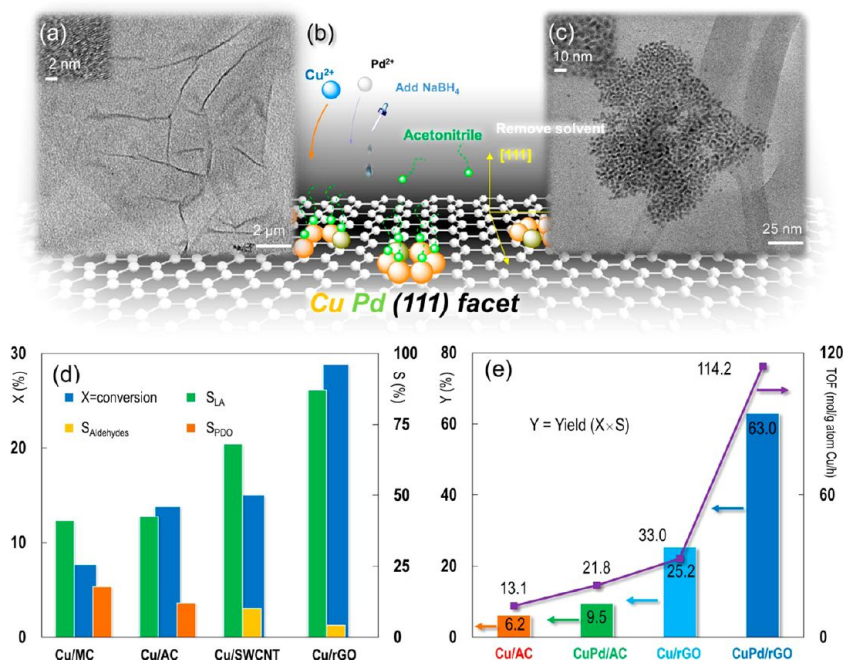 (a)
2 nm
2 μm
(b)
Cu2+
Pd2+
Add NaBH4
Acetonitrile
Remove solvent
[111]
(c)
10 nm
25 nm
Cu Pd (111) facet
(d)
X (%)
30
20
10
0
S (%)
100
75
50
25
0
X=conversion
SLA
SAldehydes
SPDO
Cu/MC
Cu/AC
Cu/SWCNT
Cu/rGO
(e)
Y (%)
80
60
40
20
0
TOF (mol/g atom Cu/h)
120
60
0
Y = Yield (X×S)
13.1
21.8
33.0
114.2
6.2
9.5
25.2
63.0
Cu/AC
CuPd/AC
Cu/rGO
CuPd/rGO